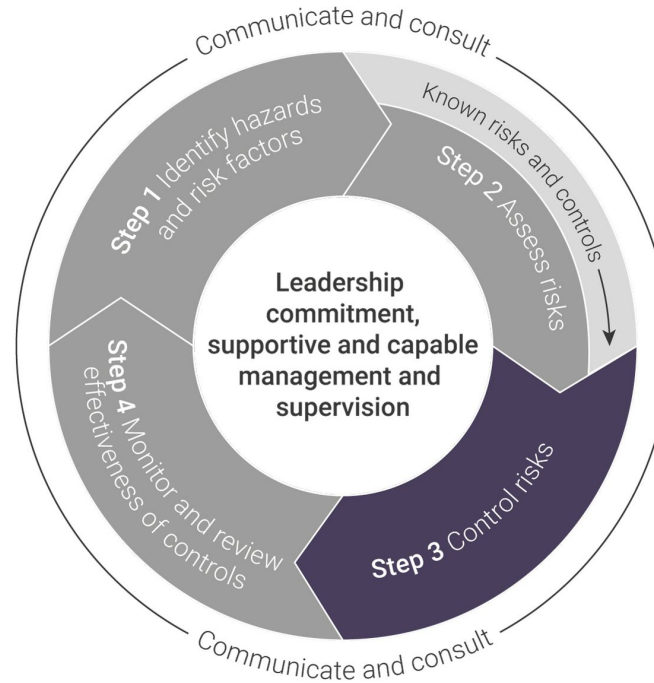 Communicate and consult
Step 1 Identify hazards
and risk factors
Known risks and controls
Step 2 Assess risks
Leadership
commitment,
supportive and capable
management and
supervision
Step 3 Control risks
Step 4 Monitor and review
effectiveness of controls
Communicate and consult